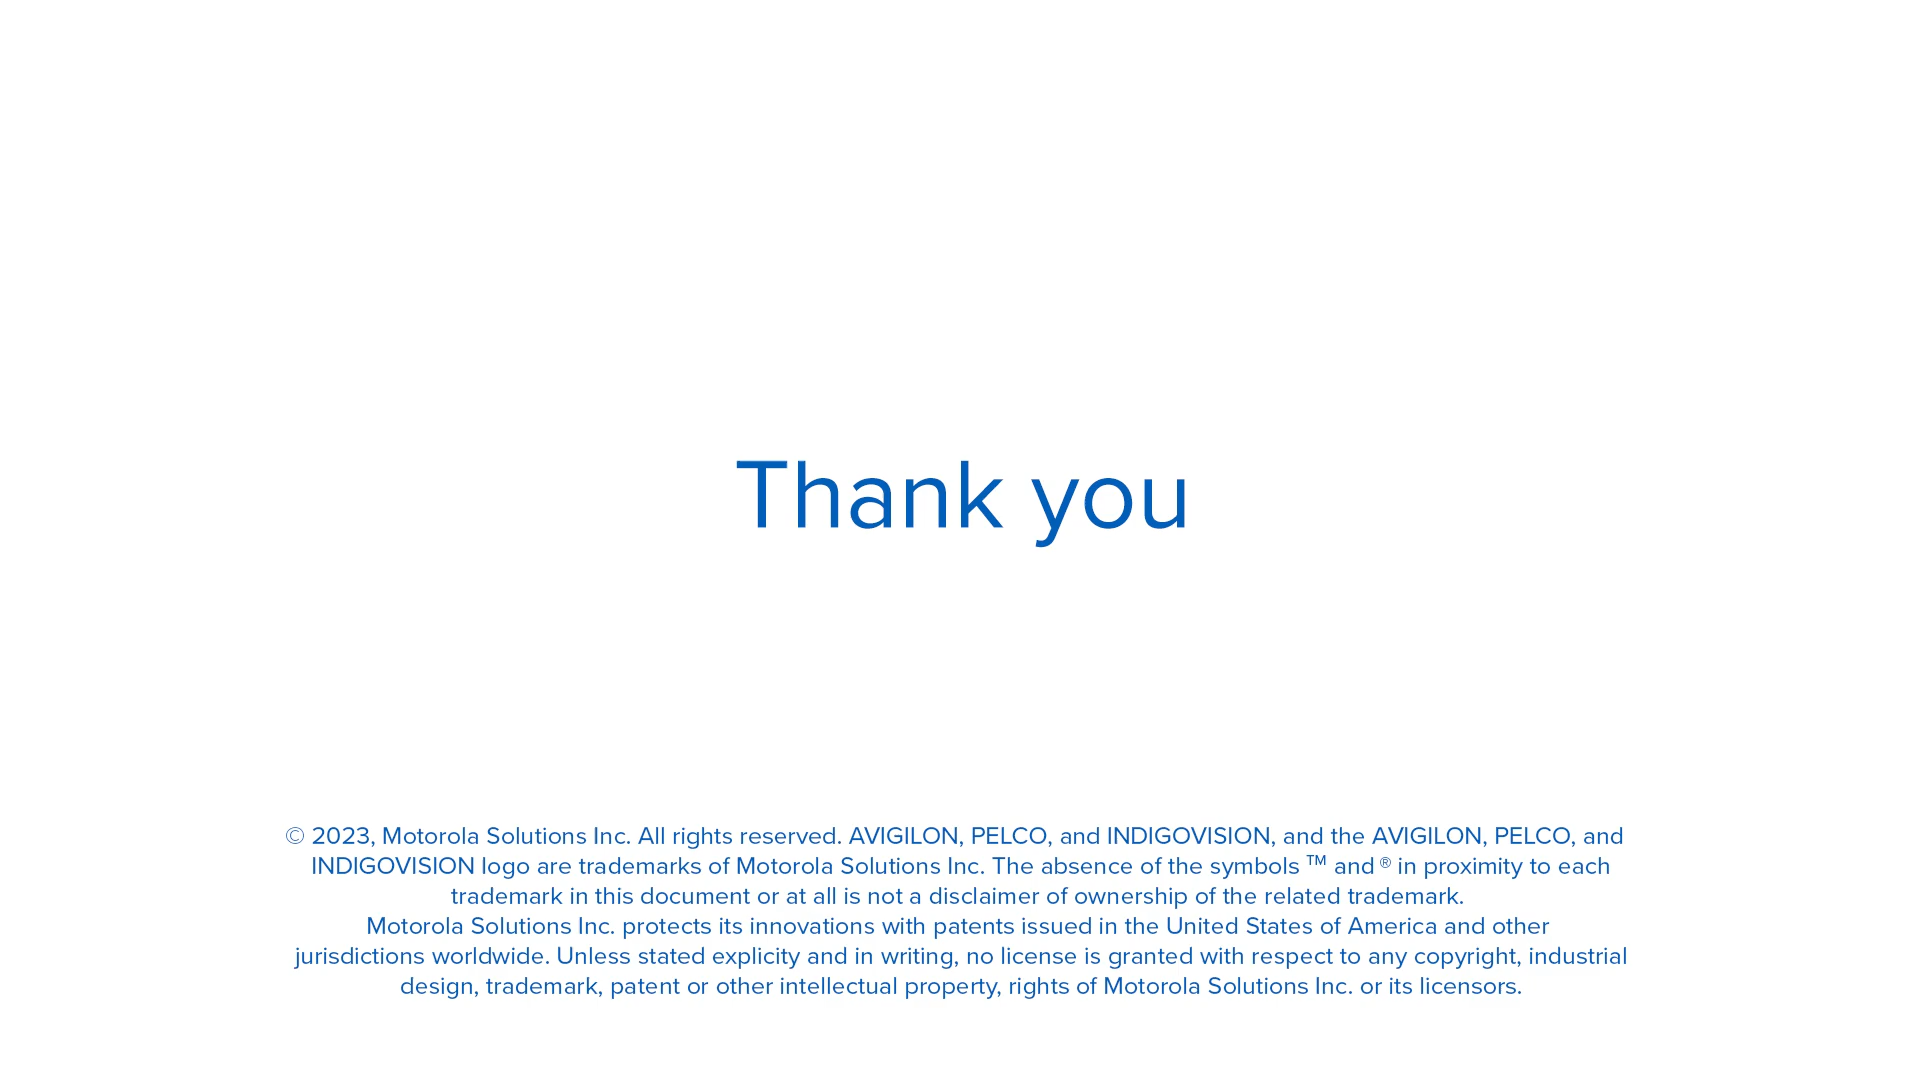 Thank you
© 2023, Motorola Solutions Inc. All rights reserved. AVIGILON, PELCO, and INDIGOVISION, and the AVIGILON, PELCO, and
INDIGOVISION logo are trademarks of Motorola Solutions Inc. The absence of the symbols ™ and ® in proximity to each
trademark in this document or at all is not a disclaimer of ownership of the related trademark.
Motorola Solutions Inc. protects its innovations with patents issued in the United States of America and other
jurisdictions worldwide. Unless stated explicity and in writing, no license is granted with respect to any copyright, industrial
design, trademark, patent or other intellectual property, rights of Motorola Solutions Inc. or its licensors.